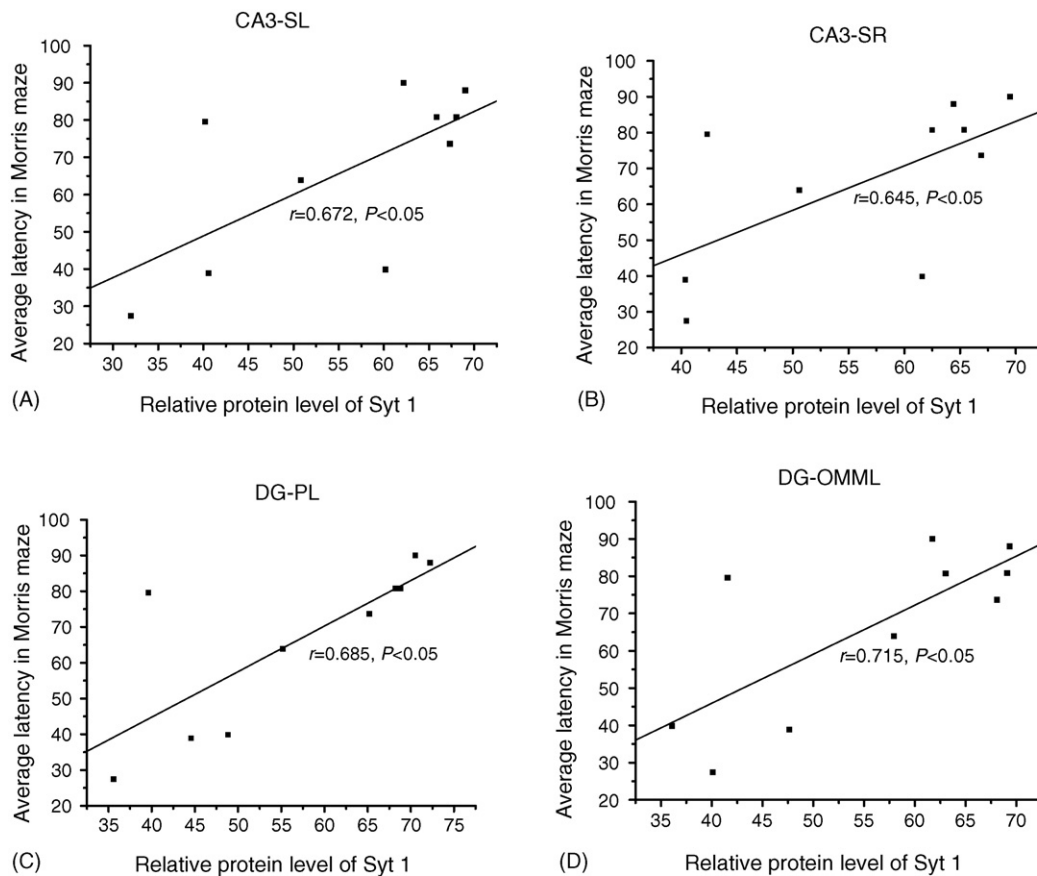 CA3-SL
100
90
80
70
60
50
40
30
20
30 35 40 45 50 55 60 65 70
Average latency in Morris maze
r=0.672, P<0.05
(A)
Relative protein level of Syt 1
CA3-SR
100
90
80
70
60
50
40
30
20
40 45 50 55 60 65 70
Average latency in Morris maze
r=0.645, P<0.05
(B)
Relative protein level of Syt 1
DG-PL
100
90
80
70
60
50
40
30
20
35 40 45 50 55 60 65 70 75
Average latency in Morris maze
r=0.685, P<0.05
(C)
Relative protein level of Syt 1
DG-OMML
100
90
80
70
60
50
40
30
20
35 40 45 50 55 60 65 70
Average latency in Morris maze
r=0.715, P<0.05
(D)
Relative protein level of Syt 1